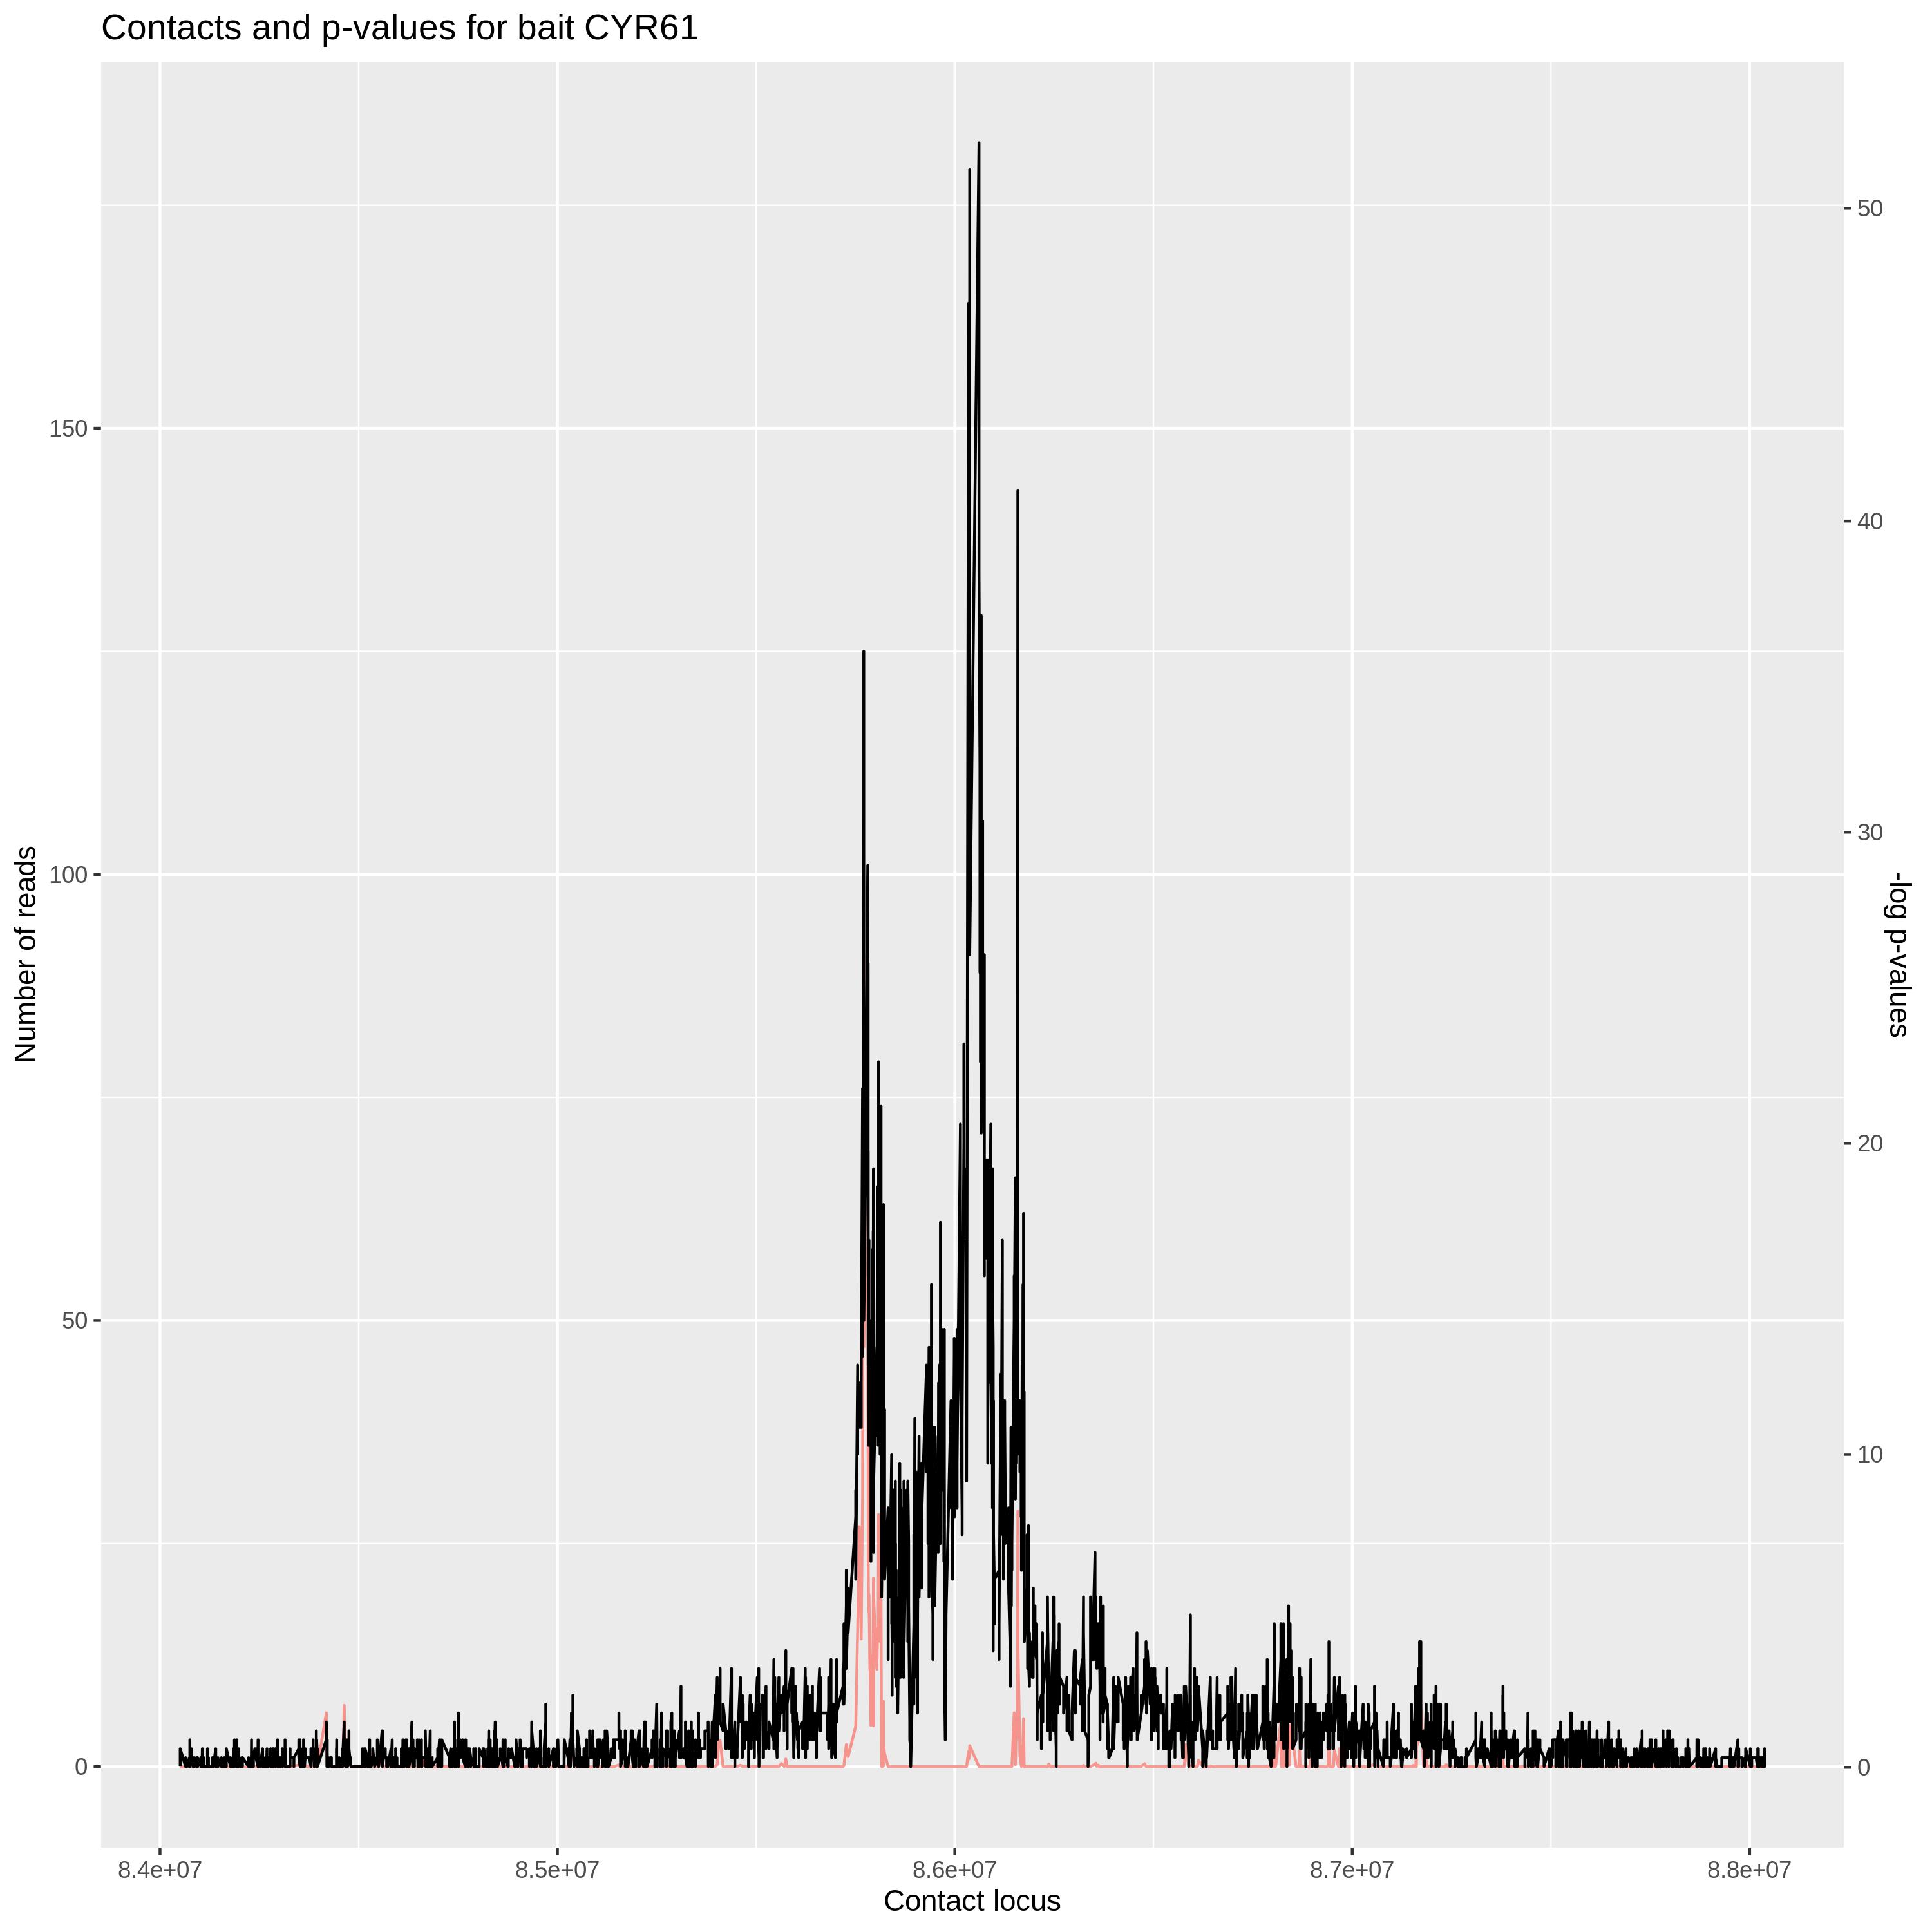 Contacts and p-values for bait CYR61
150
100
50
0
Number of reads
50
40
30
20
10
0
-log p-values
8.4e+07
8.5e+07
8.6e+07
8.7e+07
8.8e+07
Contact locus